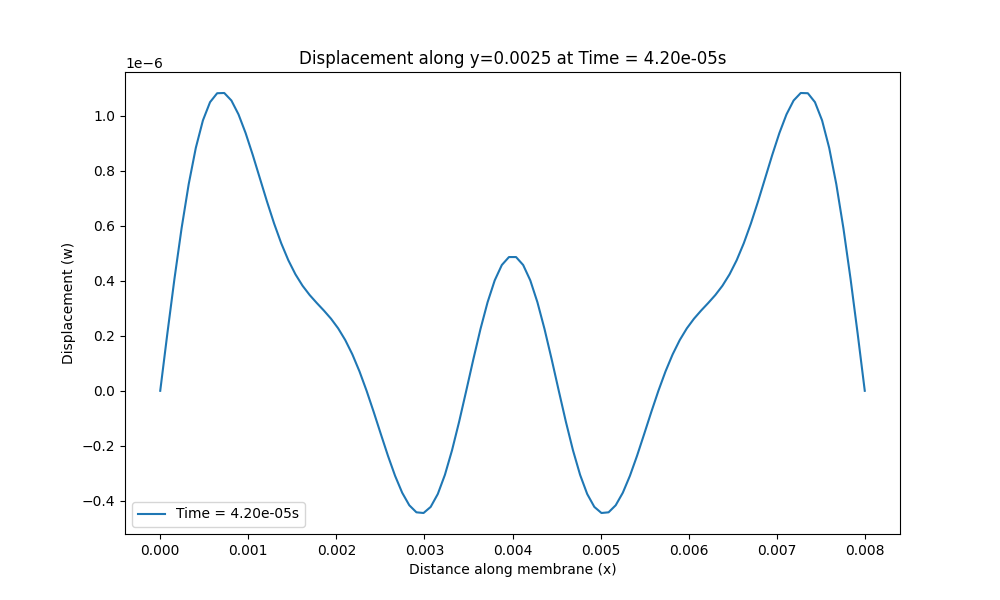 Displacement along y=0.0025 at Time = 4.20e-05s
1e−6
1.0
0.8
0.6
0.4
0.2
0.0
−0.2
−0.4
Displacement (w)
Time = 4.20e-05s
0.000 0.001 0.002 0.003 0.004 0.005 0.006 0.007 0.008
Distance along membrane (x)